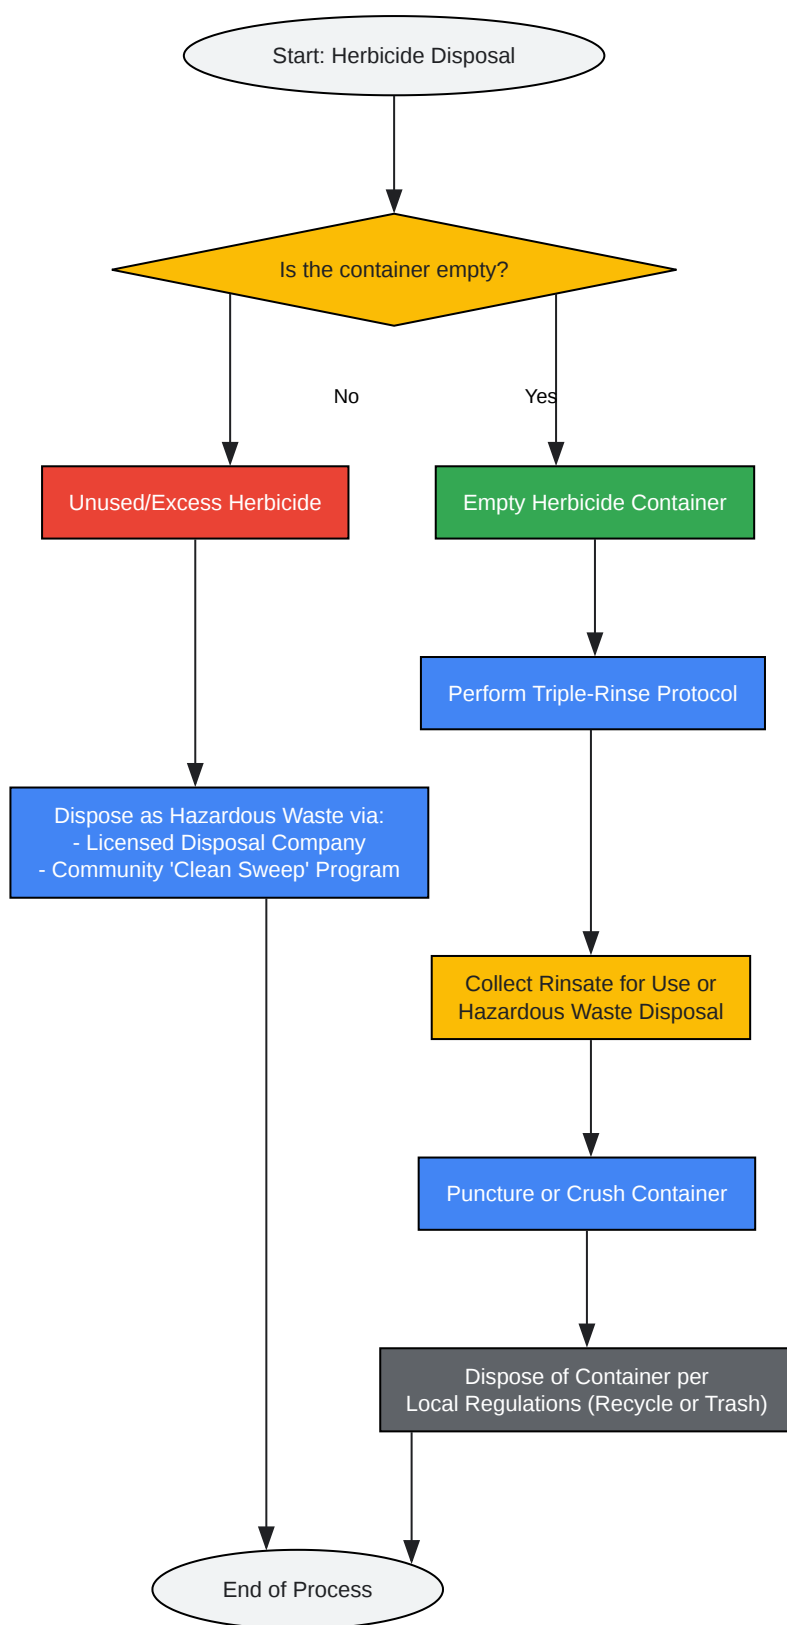 Start: Herbicide Disposal
Is the container empty?
No
Yes
Unused/Excess Herbicide
Empty Herbicide Container
Perform Triple-Rinse Protocol
Dispose as Hazardous Waste via:
- Licensed Disposal Company
- Community 'Clean Sweep' Program
Collect Rinsate for Use or
Hazardous Waste Disposal
Puncture or Crush Container
Dispose of Container per
Local Regulations (Recycle or Trash)
End of Process